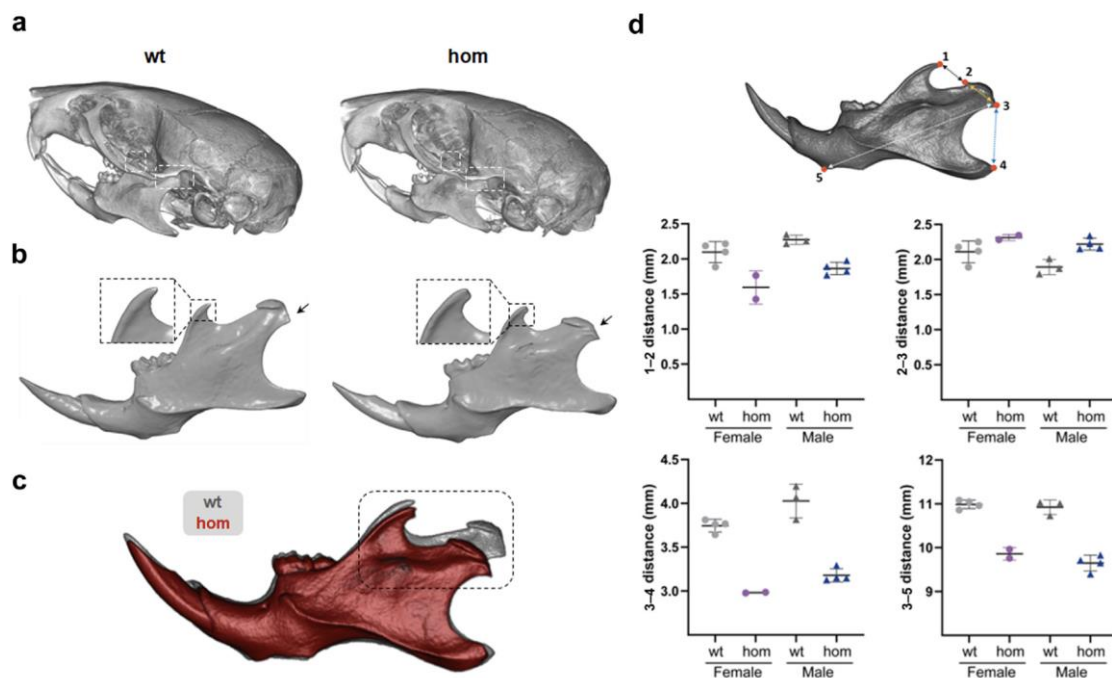 a
wt
hom
b
c
wt
hom
d
1
2
3
4
5
1–2 distance (mm)
2.5
2.0
1.5
1.0
0.5
wt hom wt hom
Female Male
2–3 distance (mm)
2.5
2.0
1.5
1.0
0.5
wt hom wt hom
Female Male
3–4 distance (mm)
4.5
4.0
3.5
3.0
wt hom wt hom
Female Male
3–5 distance (mm)
12
11
10
9
wt hom wt hom
Female Male